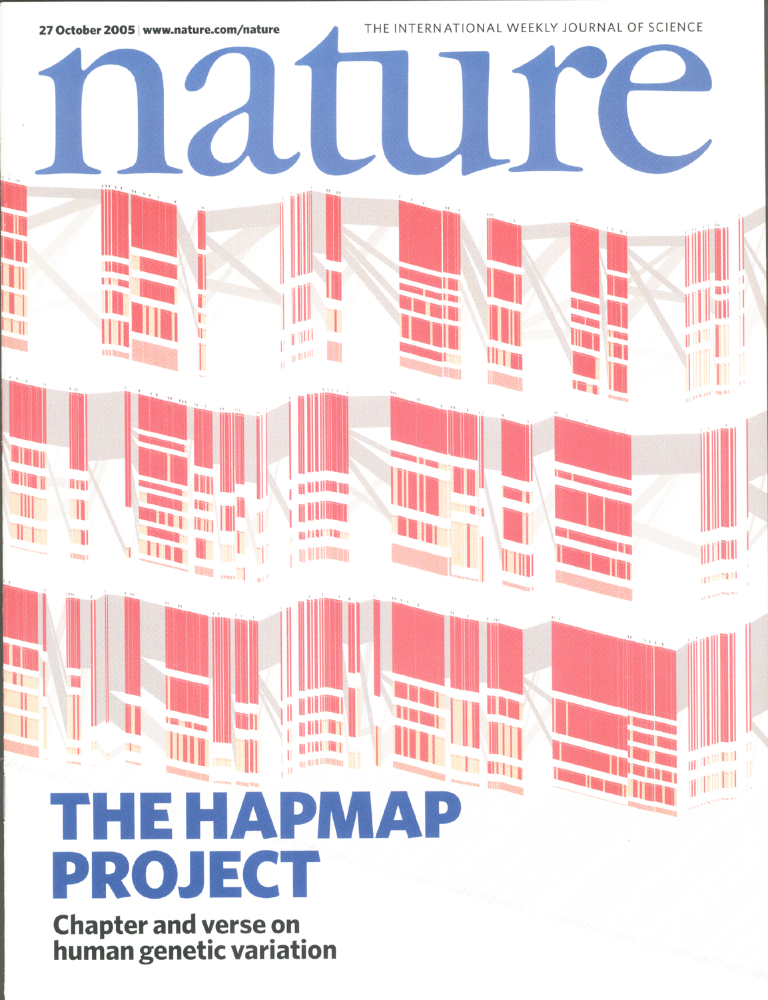 27 October 2005 | www.nature.com/nature
THE INTERNATIONAL WEEKLY JOURNAL OF SCIENCE
nature
THE HAPMAP
PROJECT
Chapter and verse on
human genetic variation